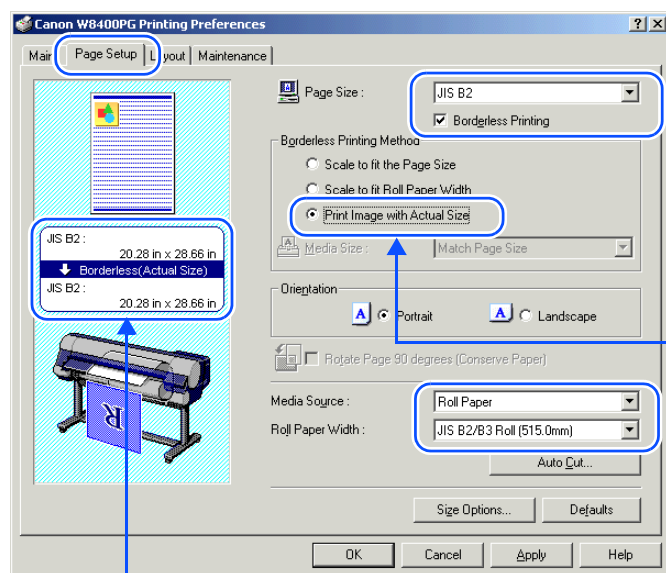 Canon W8400PG Printing Preferences
Main Page Setup Layout Maintenance
Page Size : JIS B2
Borderless Printing
Borderless Printing Method
Scale to fit the Page Size
Scale to fit Roll Paper Width
Print Image with Actual Size
Media Size : Match Page Size
JIS B2 :
20.28 in x 28.66 in
Borderless(Actual Size)
JIS B2 :
20.28 in x 28.66 in
Orientation
A Portrait A Landscape
Rotate Page 90 degrees (Conserve Paper)
R
Media Source : Roll Paper
Roll Paper Width : JIS B2/B3 Roll (515.0mm)
Auto Cut...
Size Options... Defaults
OK Cancel Apply Help